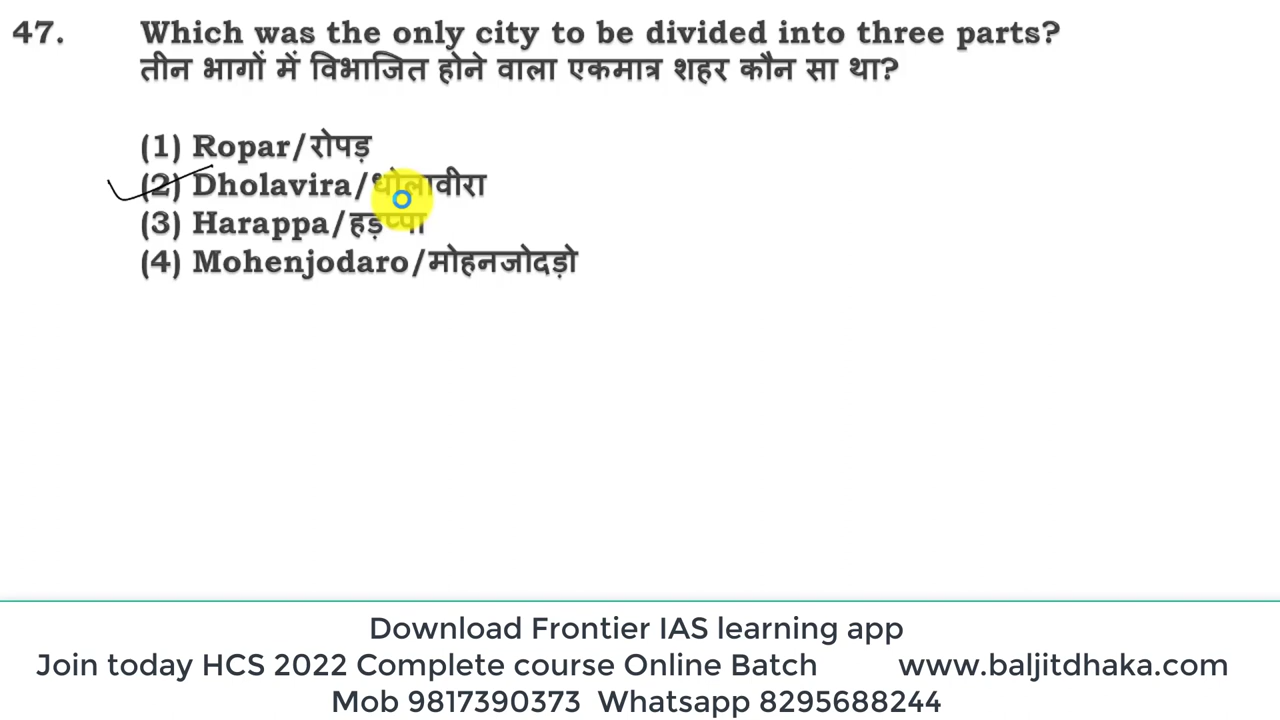 47. Which was the only city to be divided into three parts?
तीन भागों में विभाजित होने वाला एकमात्र शहर कौन सा था?
(1) Ropar/रोपड़
(2) Dholavira/धोलावीरा
(3) Harappa/हड़प्पा
(4) Mohenjodaro/मोहनजोदड़ो
Download Frontier IAS learning app
Join today HCS 2022 Complete course Online Batch www.baljitdhaka.com
Mob 9817390373 Whatsapp 8295688244